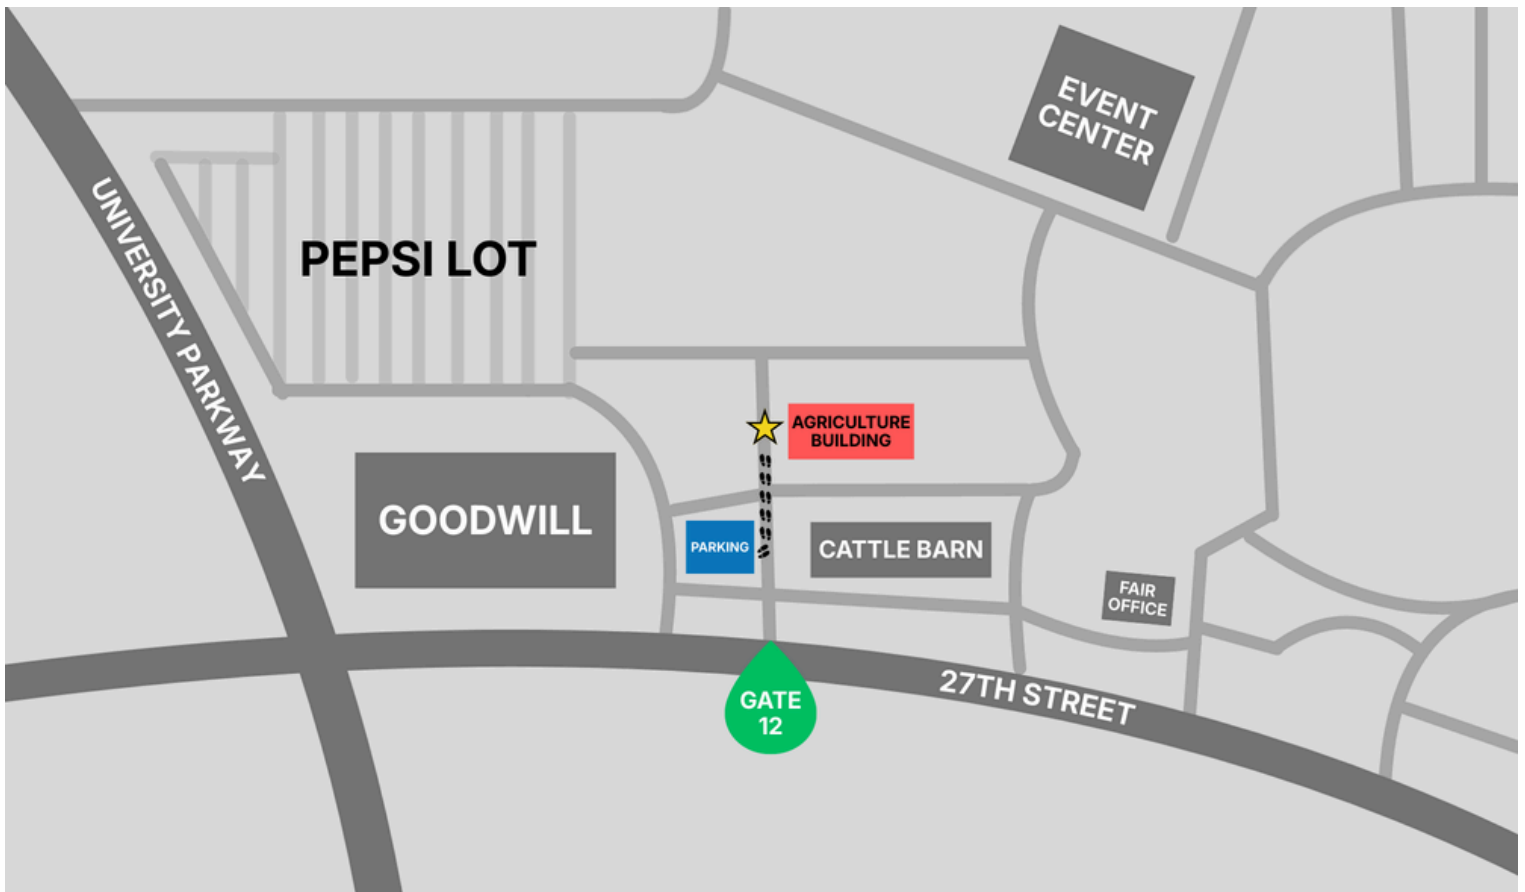 EVENT
CENTER
UNIVERSITY PARKWAY
PEPSI LOT
AGRICULTURE
BUILDING
GOODWILL
PARKING
CATTLE BARN
FAIR
OFFICE
27TH STREET
GATE
12